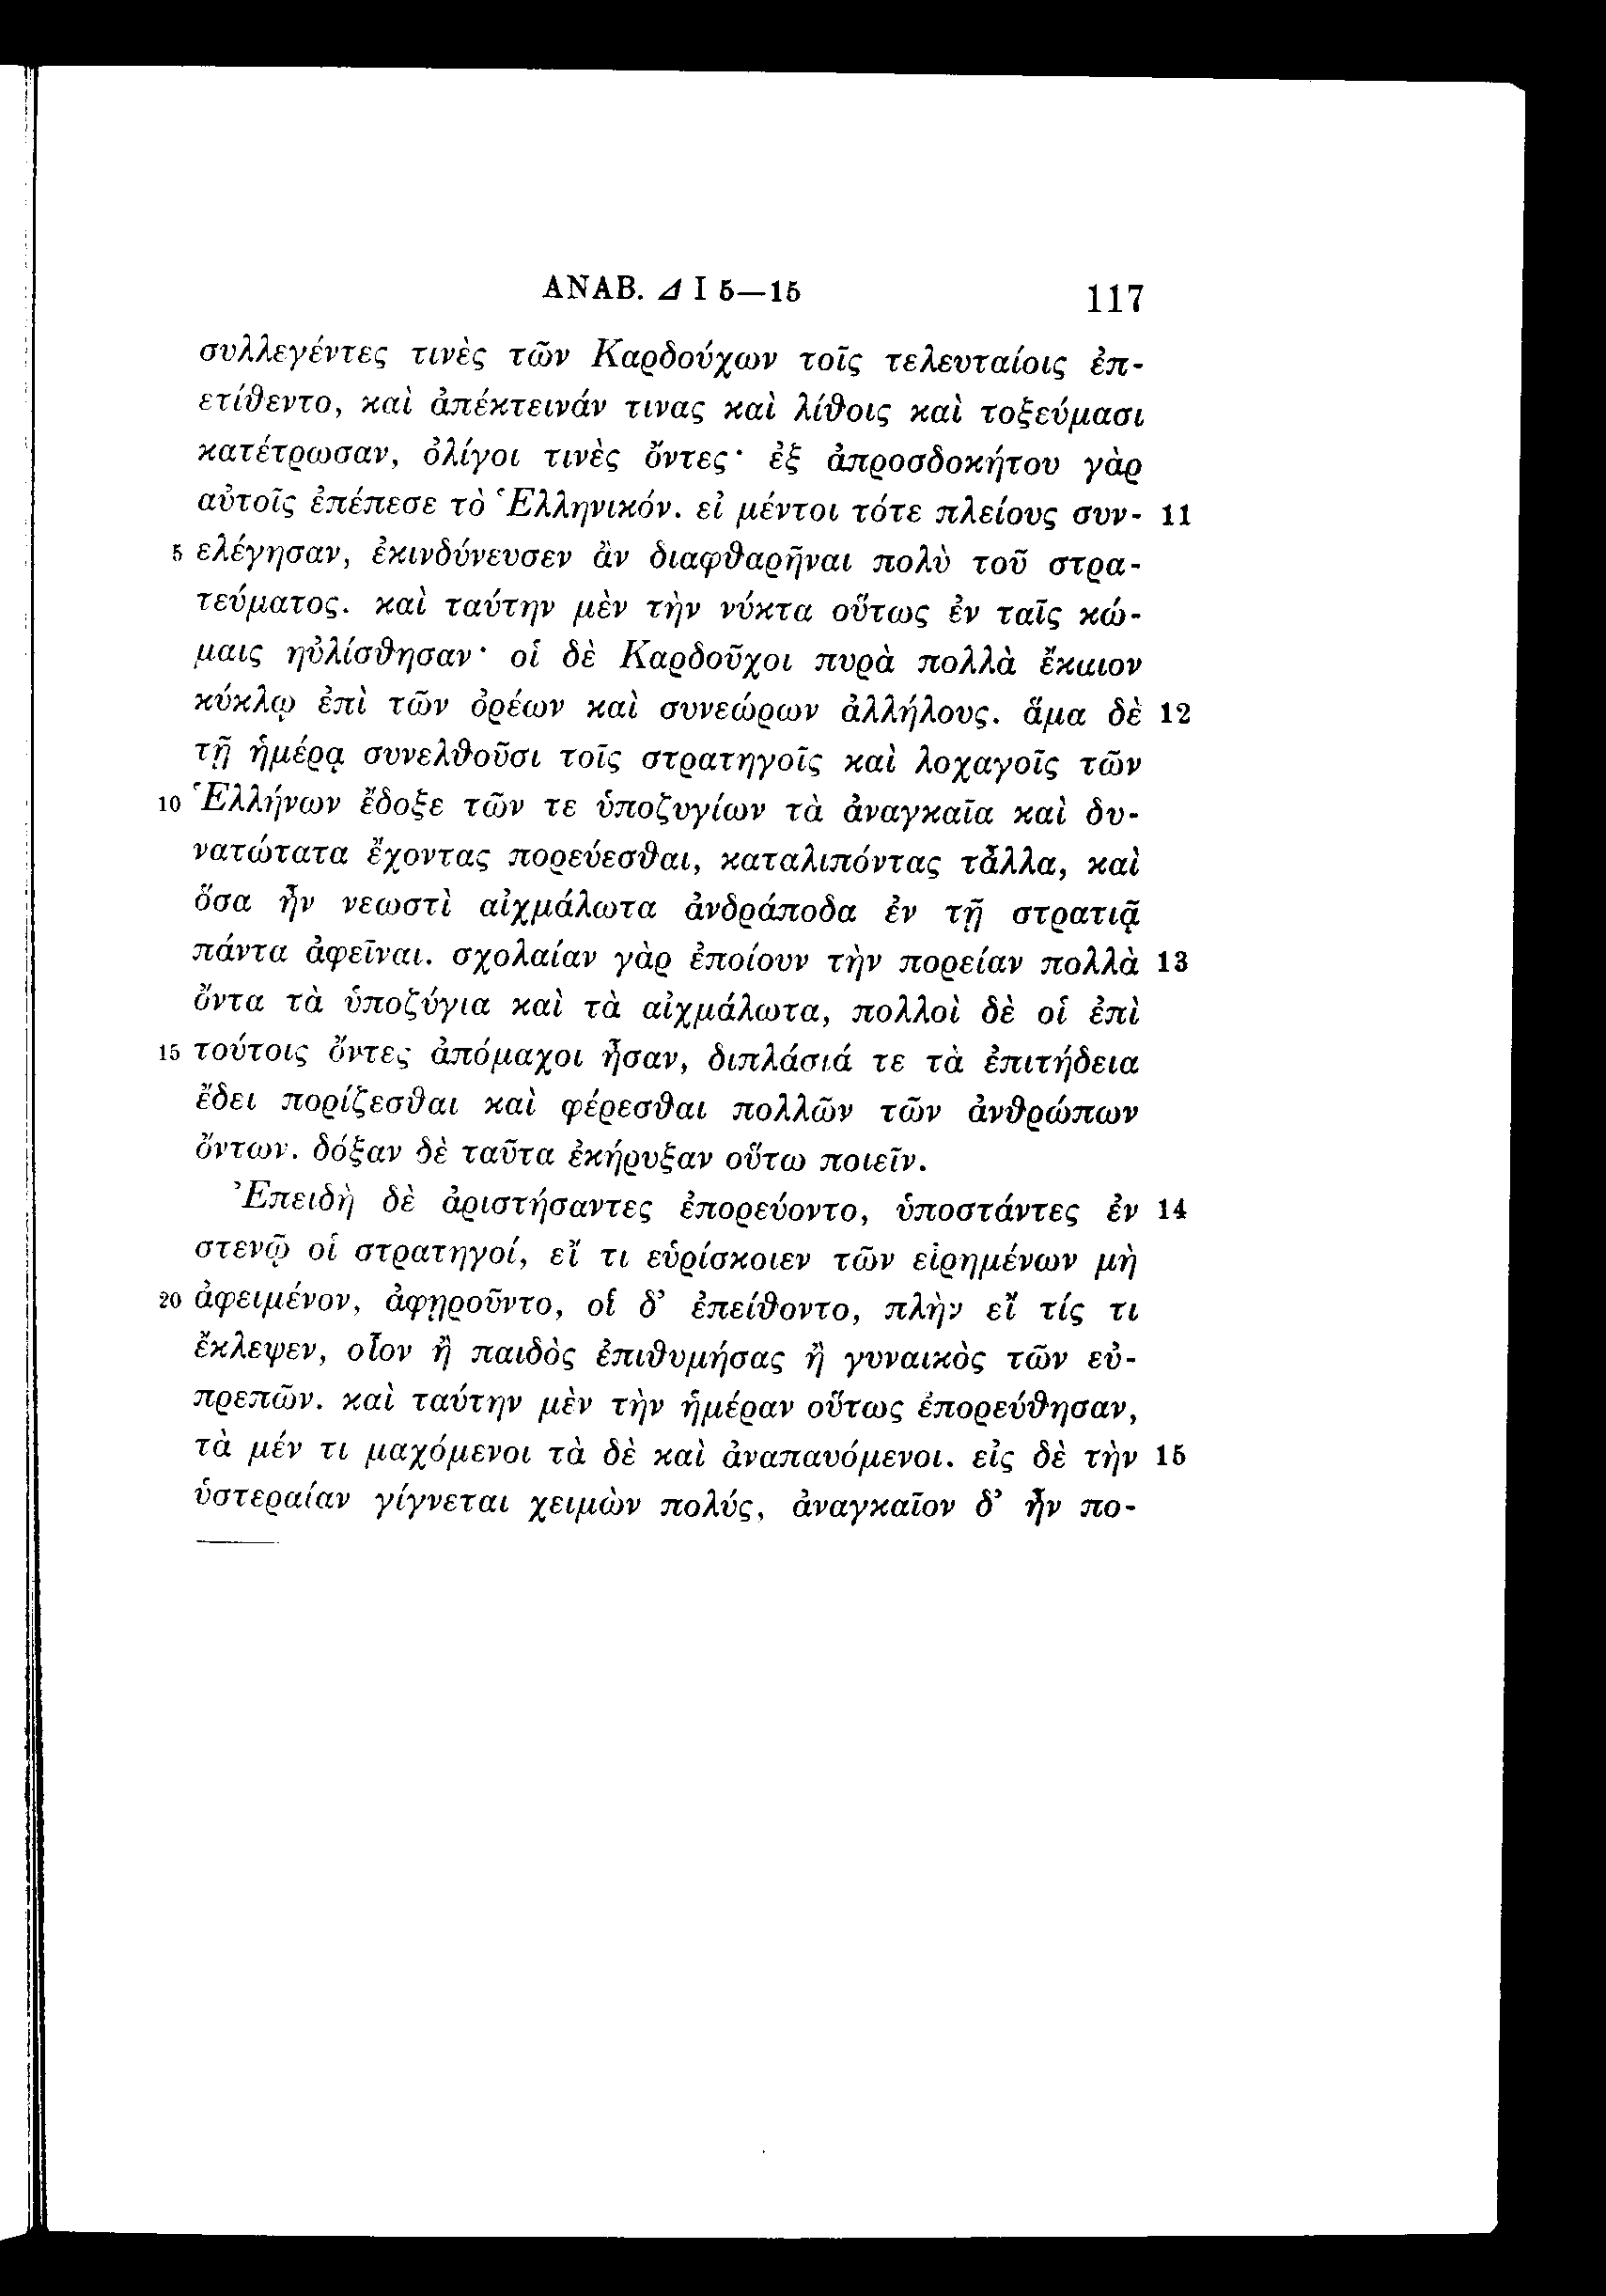 ΑΝΑΒ. Δ I 5—15 117
συλλεγέντες τινὲς τῶν Καρδούχων τοῖς τελευταίοις ἐπ-
ετίθεντο, καὶ ἀπέκτεινάν τινας καὶ λίθοις καὶ τοξεύμασι
κατέτρωσαν, ὀλίγοι τινὲς ὄντες· ἐξ ἀπροσδοκήτου γὰρ
αὐτοῖς ἐπέπεσε τὸ Ἑλληνικόν. εἰ μέντοι τότε πλείους συν- 11
5 ελέγησαν, ἐκινδύνευσεν ἂν διαφθαρῆναι πολὺ τοῦ στρα-
τεύματος. καὶ ταύτην μὲν τὴν νύκτα οὕτως ἐν ταῖς κώ-
μαις ηὐλίσθησαν· οἱ δὲ Καρδοῦχοι πυρὰ πολλὰ ἔκαιον
κύκλῳ ἐπὶ τῶν ὀρέων καὶ συνεώρων ἀλλήλους. ἅμα δὲ 12
τῇ ἡμέρᾳ συνελθοῦσι τοῖς στρατηγοῖς καὶ λοχαγοῖς τῶν
10 Ἑλλήνων ἔδοξε τῶν τε ὑποζυγίων τὰ ἀναγκαῖα καὶ δυ-
νατώτατα ἔχοντας πορεύεσθαι, καταλιπόντας τἆλλα, καὶ
ὅσα ἦν νεωστὶ αἰχμάλωτα ἀνδράποδα ἐν τῇ στρατιᾷ
πάντα ἀφεῖναι. σχολαίαν γὰρ ἐποίουν τὴν πορείαν πολλὰ 13
ὄντα τὰ ὑποζύγια καὶ τὰ αἰχμάλωτα, πολλοὶ δὲ οἱ ἐπὶ
15 τούτοις ὄντες ἀπόμαχοι ἦσαν, διπλάσιά τε τὰ ἐπιτήδεια
ἔδει πορίζεσθαι καὶ φέρεσθαι πολλῶν τῶν ἀνθρώπων
ὄντων. δόξαν δὲ ταῦτα ἐκήρυξαν οὕτω ποιεῖν.
Ἐπειδὴ δὲ ἀριστήσαντες ἐπορεύοντο, ὑποστάντες ἐν 14
στενῷ οἱ στρατηγοί, εἴ τι εὑρίσκοιεν τῶν εἰρημένων μὴ
20 ἀφειμένον, ἀφῃροῦντο, οἱ δ’ ἐπείθοντο, πλὴν εἴ τίς τι
ἔκλεψεν, οἷον ἢ παιδὸς ἐπιθυμήσας ἢ γυναικὸς τῶν εὐ-
πρεπῶν. καὶ ταύτην μὲν τὴν ἡμέραν οὕτως ἐπορεύθησαν,
τὰ μέν τι μαχόμενοι τὰ δὲ καὶ ἀναπαυόμενοι. εἰς δὲ τὴν 15
ὑστεραίαν γίγνεται χειμὼν πολύς, ἀναγκαῖον δ’ ἦν πο-